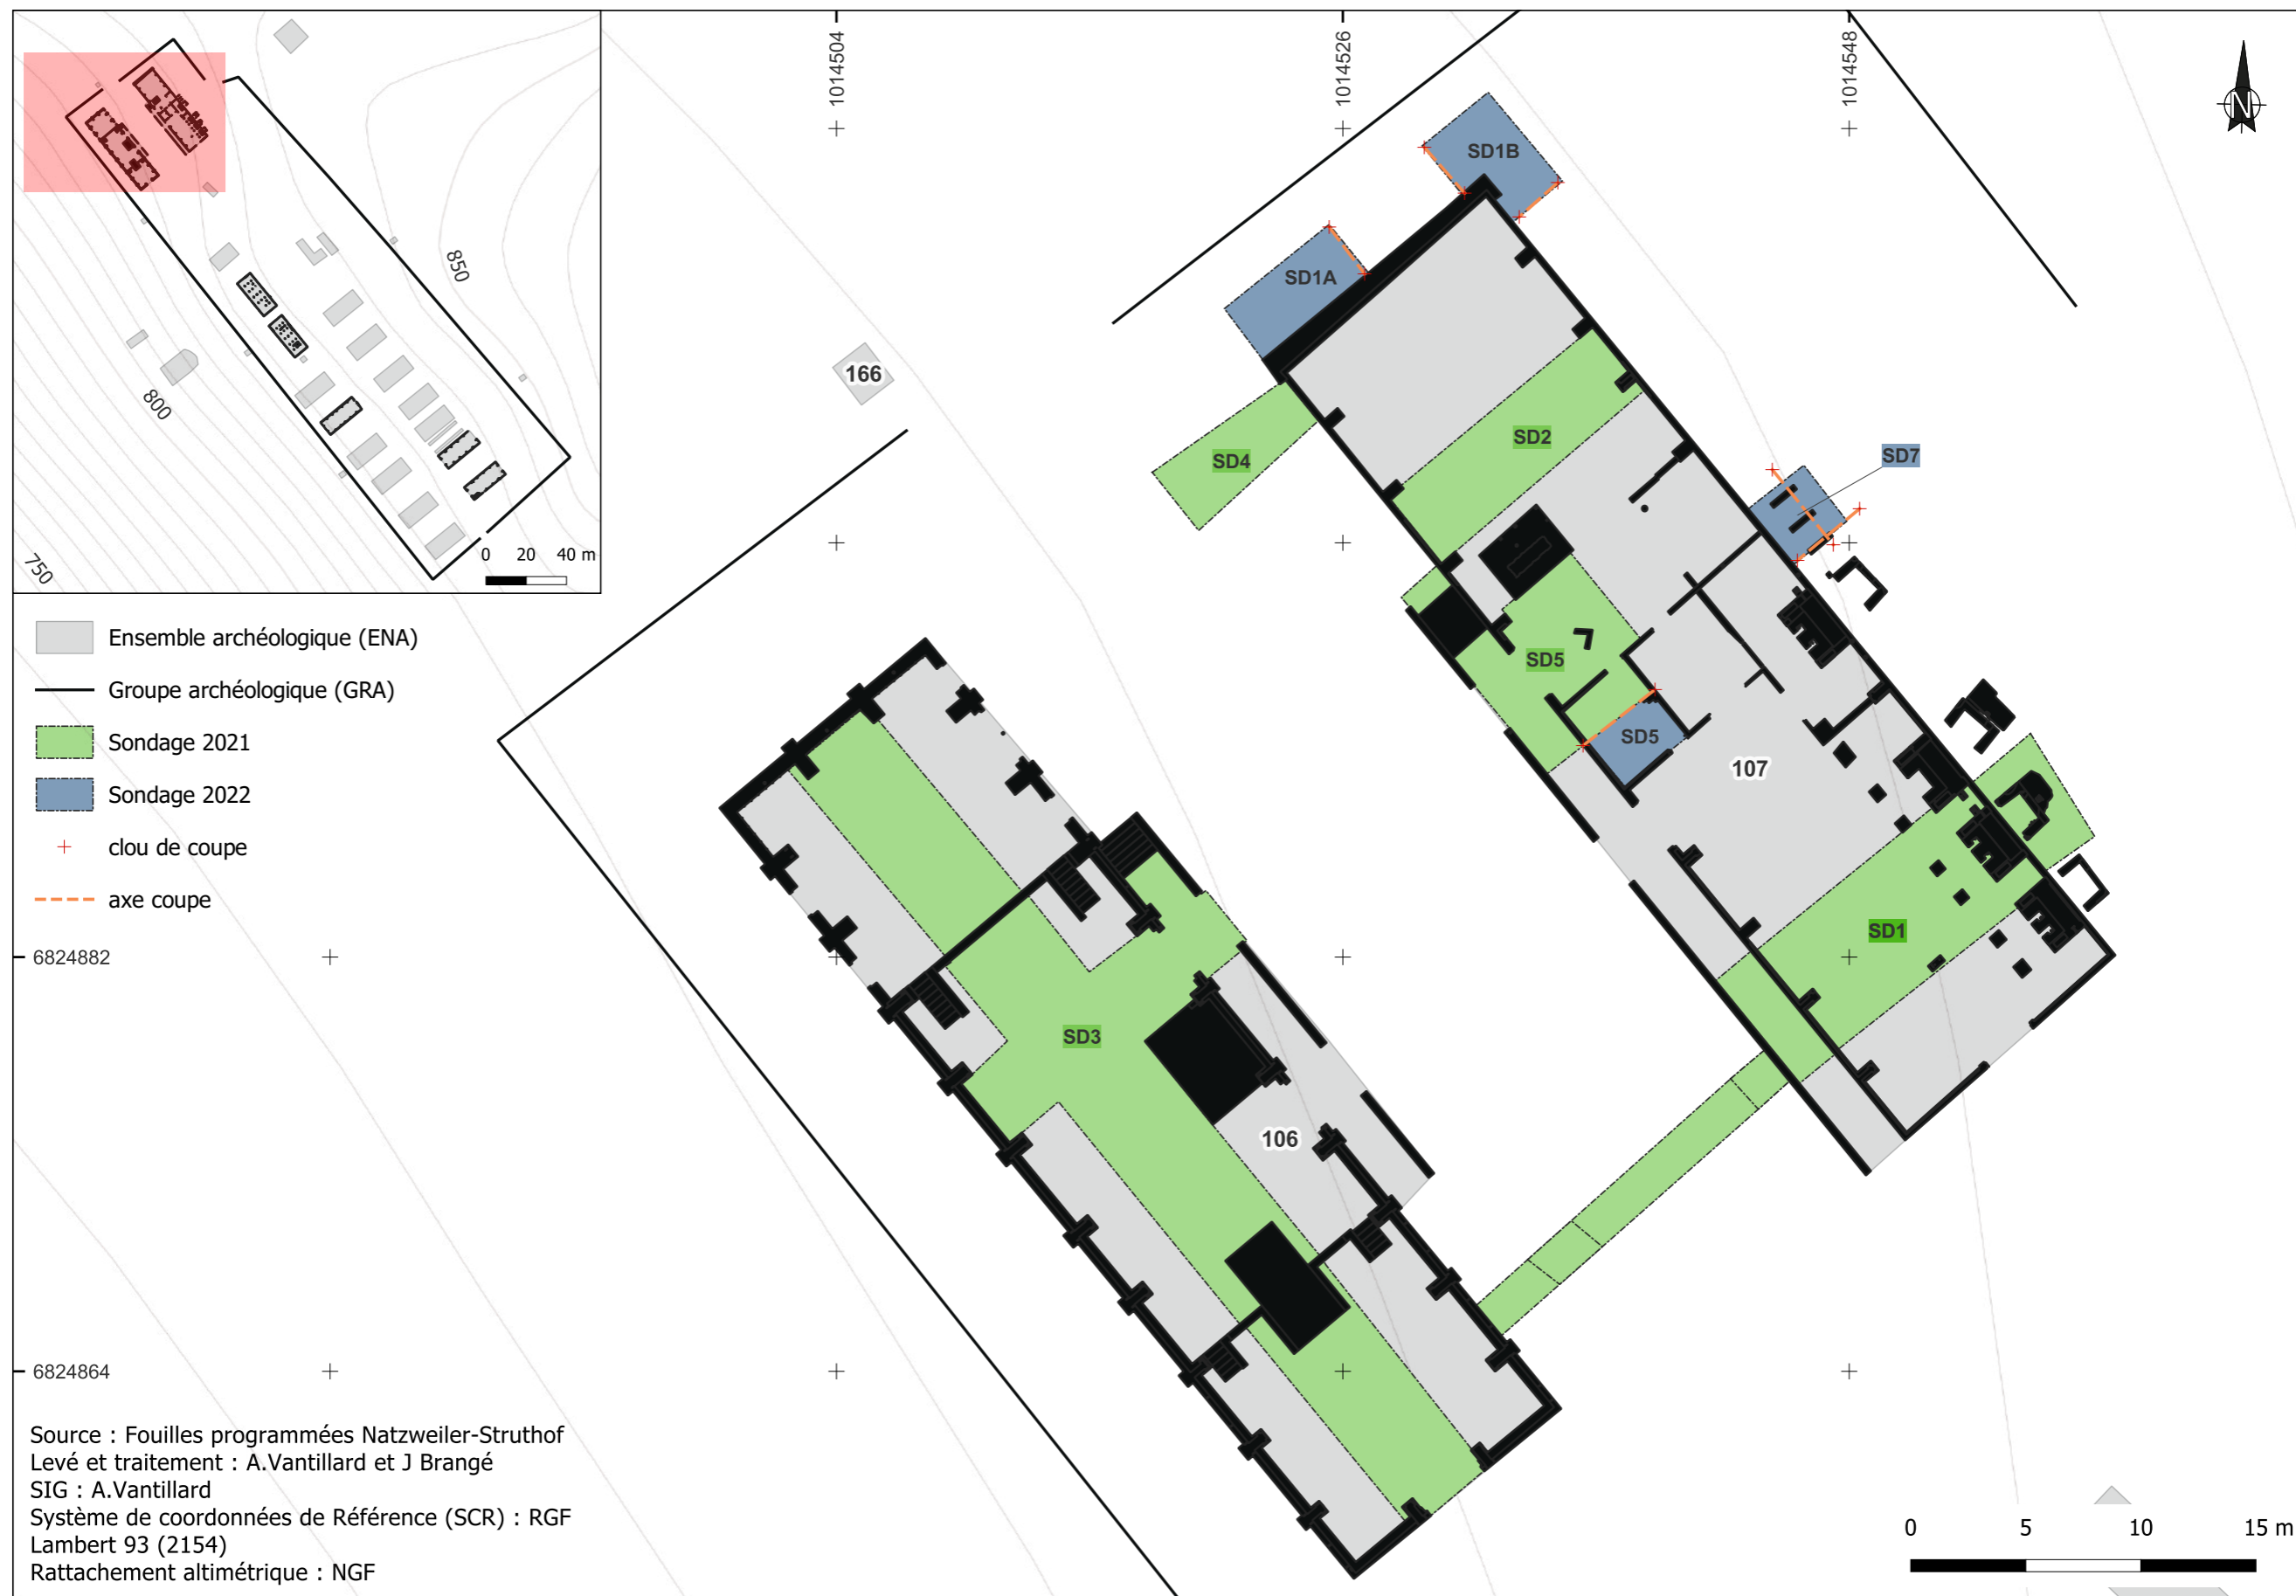 1014504
1014526
1014548
N
850
800
750
0 20 40 m
SD1B
SD1A
166
SD2
SD4
SD7
SD5
SD5
107
SD1
SD3
106
Ensemble archéologique (ENA)
Groupe archéologique (GRA)
Sondage 2021
Sondage 2022
clou de coupe
axe coupe
6824882
6824864
Source : Fouilles programmées Natzweiler-Struthof
Levé et traitement : A.Vantillard et J Brangé
SIG : A.Vantillard
Système de coordonnées de Référence (SCR) : RGF
Lambert 93 (2154)
Rattachement altimétrique : NGF
0 5 10 15 m